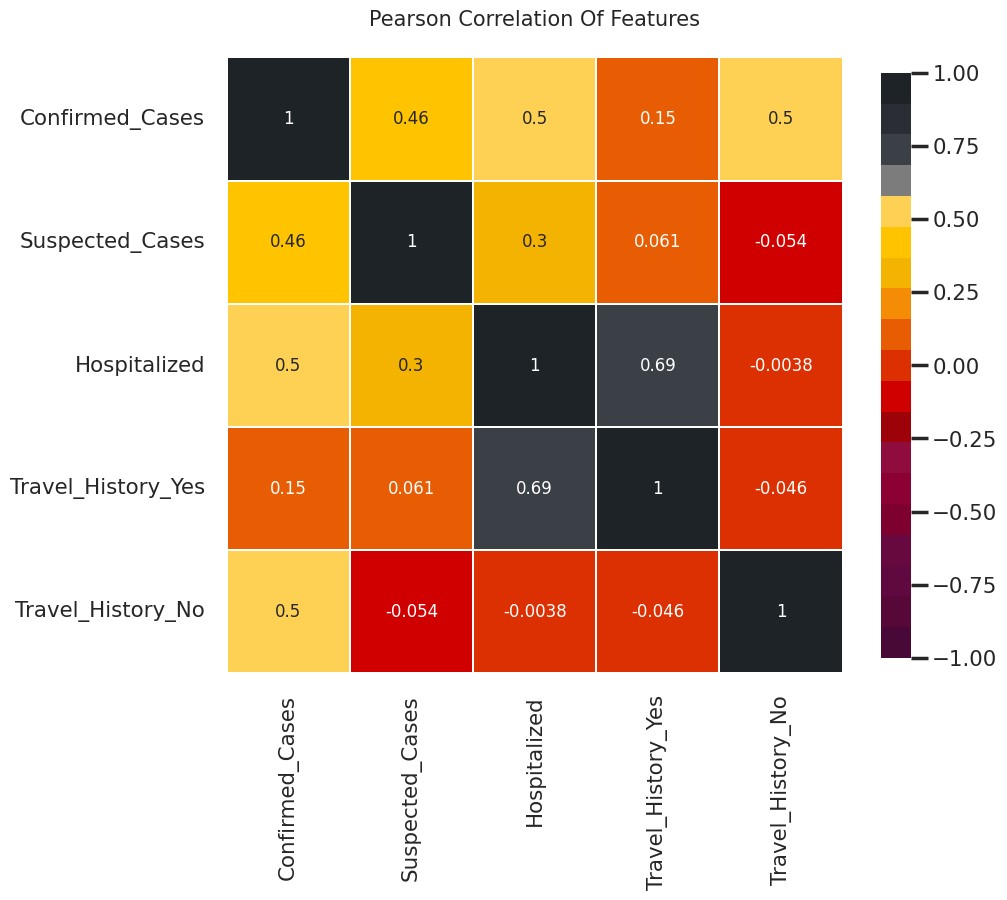 Pearson Correlation Of Features
Confirmed_Cases 1 0.46 0.5 0.15 0.5
Suspected_Cases 0.46 1 0.3 0.061 -0.054
Hospitalized 0.5 0.3 1 0.69 -0.0038
Travel_History_Yes 0.15 0.061 0.69 1 -0.046
Travel_History_No 0.5 -0.054 -0.0038 -0.046 1
Confirmed_Cases
Suspected_Cases
Hospitalized
Travel_History_Yes
Travel_History_No
1.00
0.75
0.50
0.25
0.00
−0.25
−0.50
−0.75
−1.00